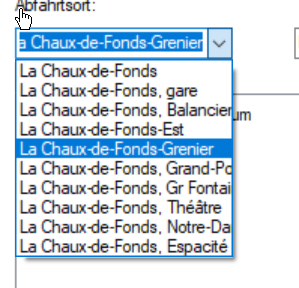 Abfahrtsort:
a Chaux-de-Fonds-Grenier
La Chaux-de-Fonds
La Chaux-de-Fonds, gare
La Chaux-de-Fonds, Balancier
um
La Chaux-de-Fonds-Est
La Chaux-de-Fonds-Grenier
La Chaux-de-Fonds, Grand-Po
La Chaux-de-Fonds, Gr Fontai
La Chaux-de-Fonds, Théâtre
La Chaux-de-Fonds, Notre-Da
La Chaux-de-Fonds, Espacité